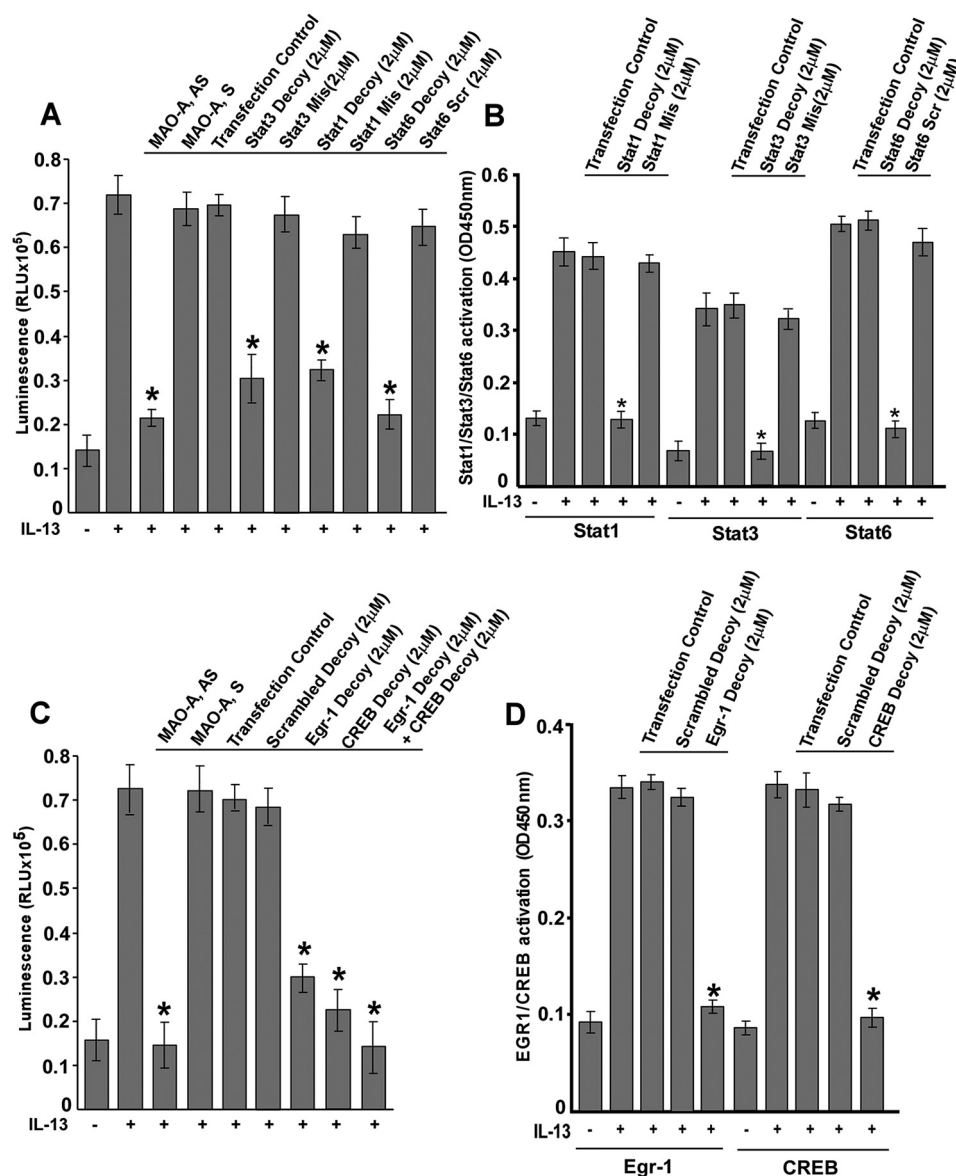 A
MAO-A, AS
MAO-A, S
Transfection Control
Stat3 Decoy (2μM)
Stat3 Mis(2μM)
Stat1 Decoy (2μM)
Stat1 Mis (2μM)
Stat6 Decoy (2μM)
Stat6 Scr (2μM)
Luminescence (RLUx10⁵)
0.8
0.7
0.6
0.5
0.4
0.3
0.2
0.1
0
* * * *
IL-13 - + + + + + + + + + +
B
Transfection Control
Stat1 Decoy (2μM)
Stat1 Mis (2μM)
Transfection Control
Stat3 Decoy (2μM)
Stat3 Mis(2μM)
Transfection Control
Stat6 Decoy (2μM)
Stat6 Scr (2μM)
Stat1/Stat3/Stat6 activation (OD450nm)
0.6
0.5
0.4
0.3
0.2
0.1
0
* * *
IL-13 - + + + + - + + + + - + + + +
Stat1 Stat3 Stat6
C
MAO-A, AS
MAO-A, S
Transfection Control
Scrambled Decoy (2μM)
Egr-1 Decoy (2μM)
CREB Decoy (2μM)
Egr-1 Decoy (2μM)
+ CREB Decoy (2μM)
Luminescence (RLUx10⁵)
0.8
0.7
0.6
0.5
0.4
0.3
0.2
0.1
0
* * * *
IL-13 - + + + + + + + +
D
Transfection Control
Scrambled Decoy (2μM)
Egr-1 Decoy (2μM)
Transfection Control
Scrambled Decoy (2μM)
CREB Decoy (2μM)
EGR1/CREB activation (OD450nm)
0.4
0.3
0.2
0.1
0
* *
IL-13 - + + + + - + + + +
Egr-1 CREB